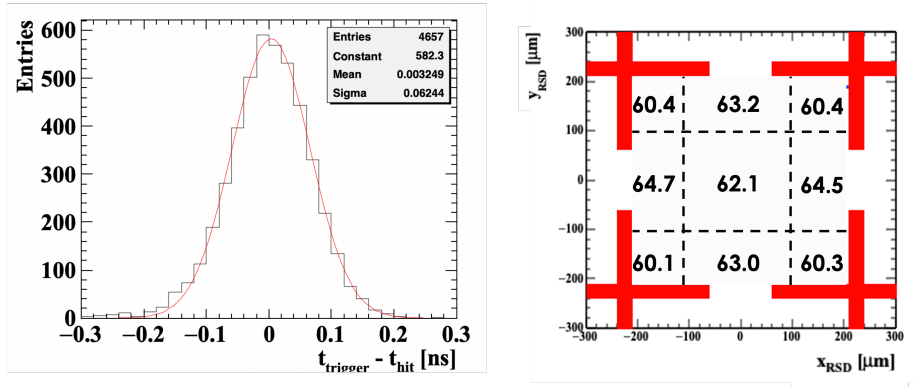 Entries
600
500
400
300
200
100
0
−0.3 −0.2 −0.1 0 0.1 0.2 0.3
t_trigger - t_hit [ns]
Entries 4657
Constant 582.3
Mean 0.003249
Sigma 0.06244
y_RSD [μm]
300
200
100
0
−100
−200
−300
60.4 63.2 60.4
64.7 62.1 64.5
60.1 63.0 60.3
−300 −200 −100 0 100 200 300
x_RSD [μm]